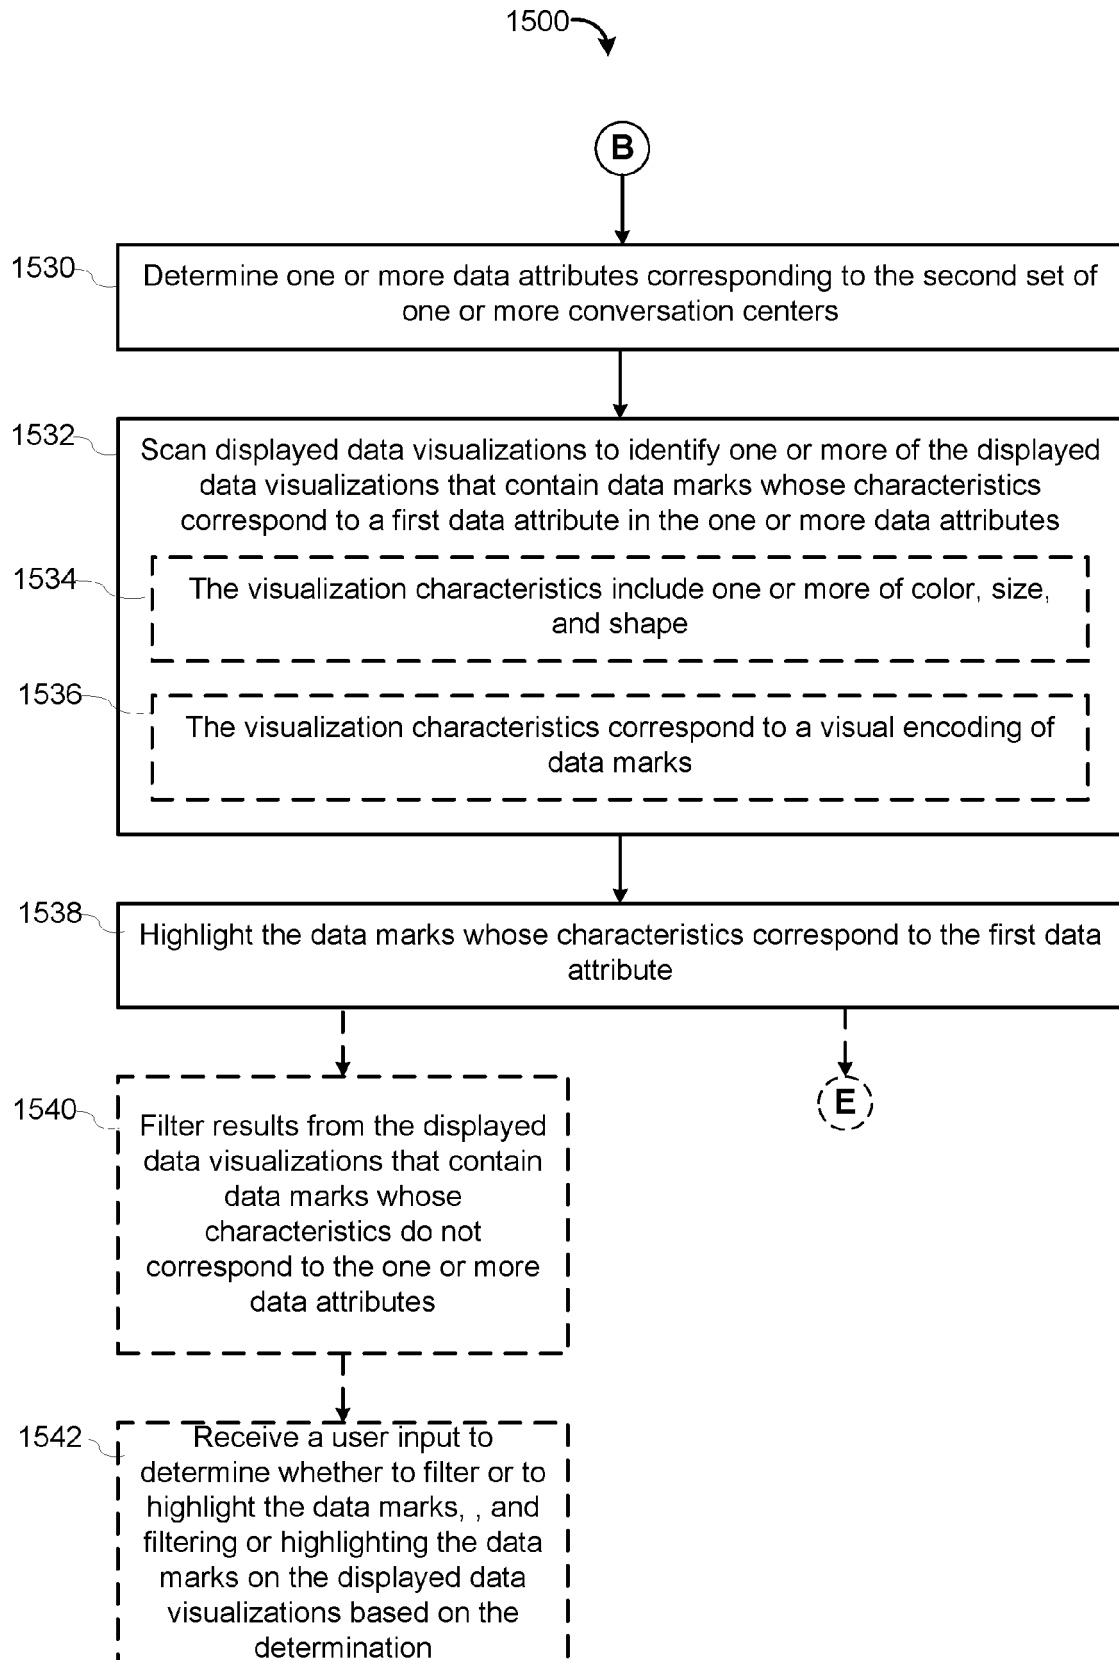 1500
B
1530
Determine one or more data attributes corresponding to the second set of
one or more conversation centers
1532
Scan displayed data visualizations to identify one or more of the displayed
data visualizations that contain data marks whose characteristics
correspond to a first data attribute in the one or more data attributes
1534
The visualization characteristics include one or more of color, size,
and shape
1536
The visualization characteristics correspond to a visual encoding of
data marks
1538
Highlight the data marks whose characteristics correspond to the first data
attribute
1540
Filter results from the displayed
data visualizations that contain
data marks whose
characteristics do not
correspond to the one or more
data attributes
E
1542
Receive a user input to
determine whether to filter or to
highlight the data marks, , and
filtering or highlighting the data
marks on the displayed data
visualizations based on the
determination